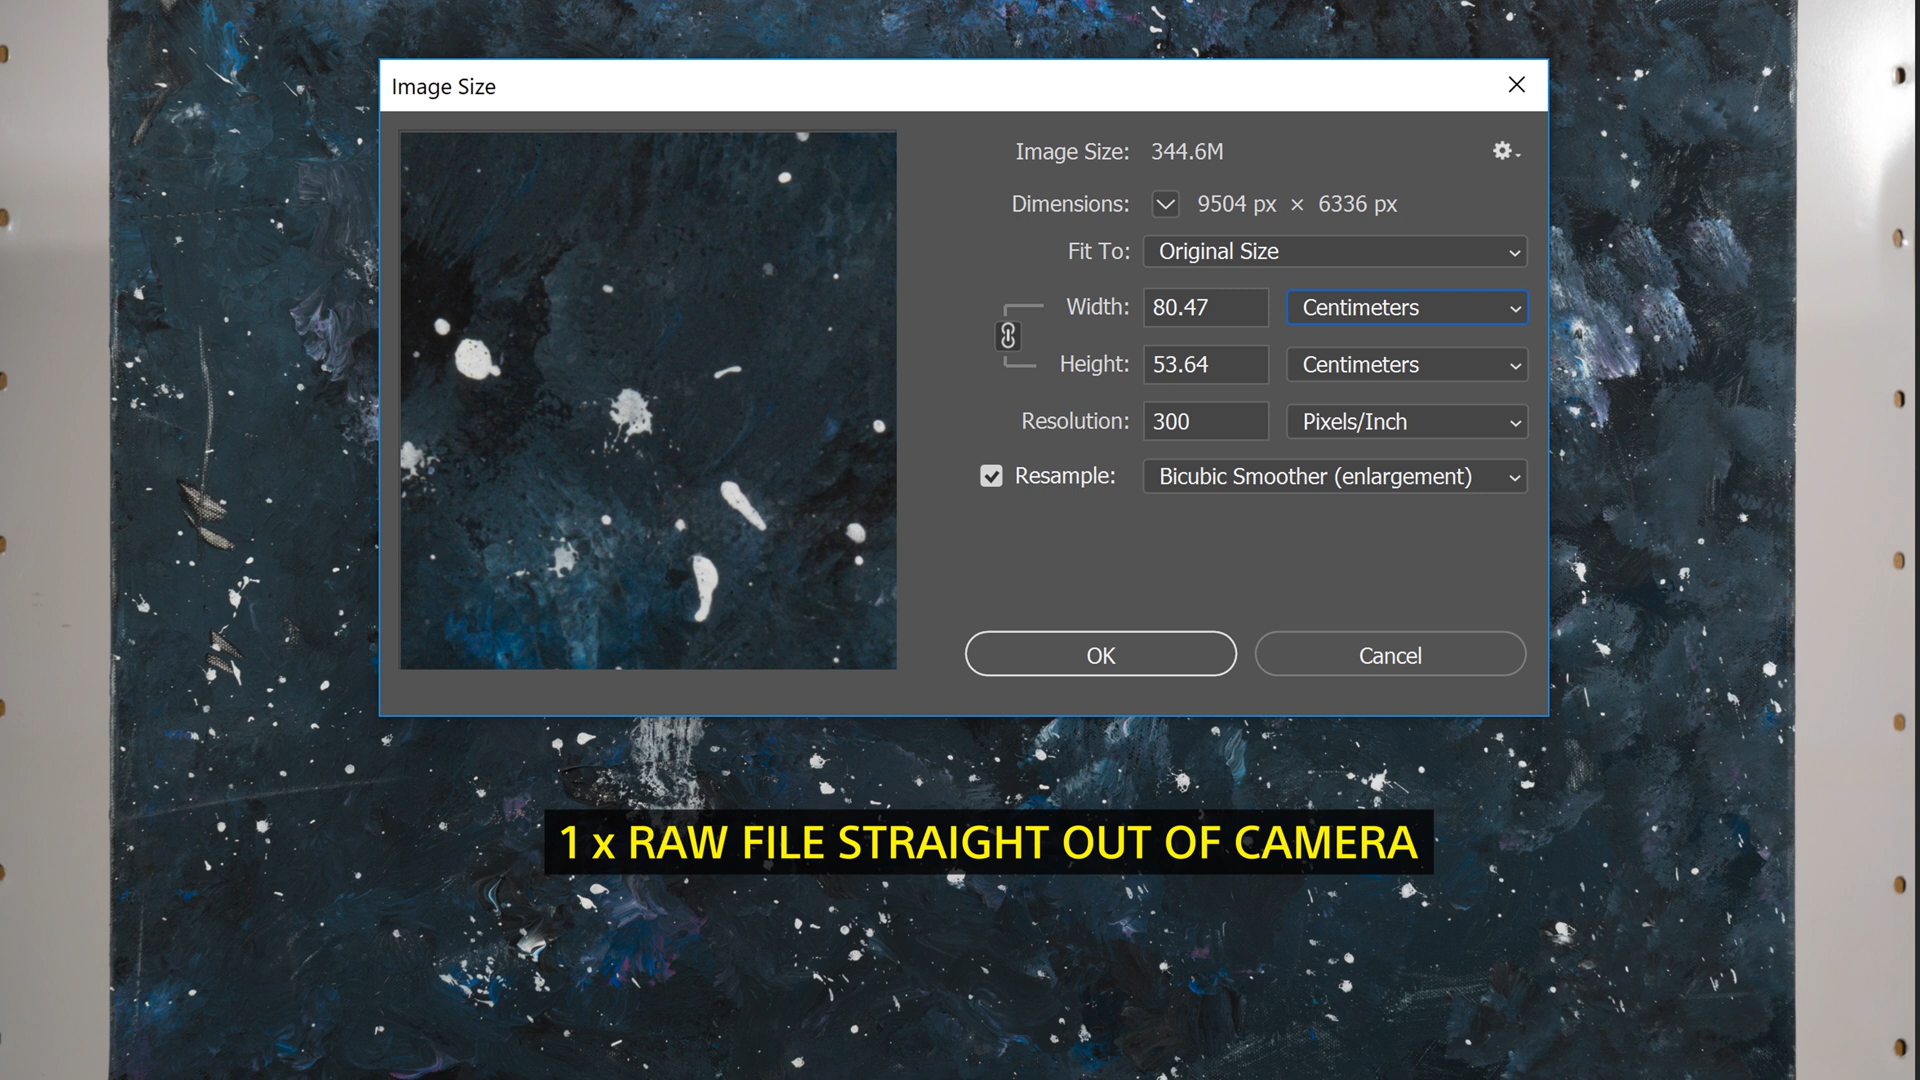 Image Size
Image Size: 344.6M
Dimensions: 9504 px × 6336 px
Fit To: Original Size
Width: 80.47 Centimeters
Height: 53.64 Centimeters
Resolution: 300 Pixels/Inch
Resample: Bicubic Smoother (enlargement)
OK Cancel
1 x RAW FILE STRAIGHT OUT OF CAMERA